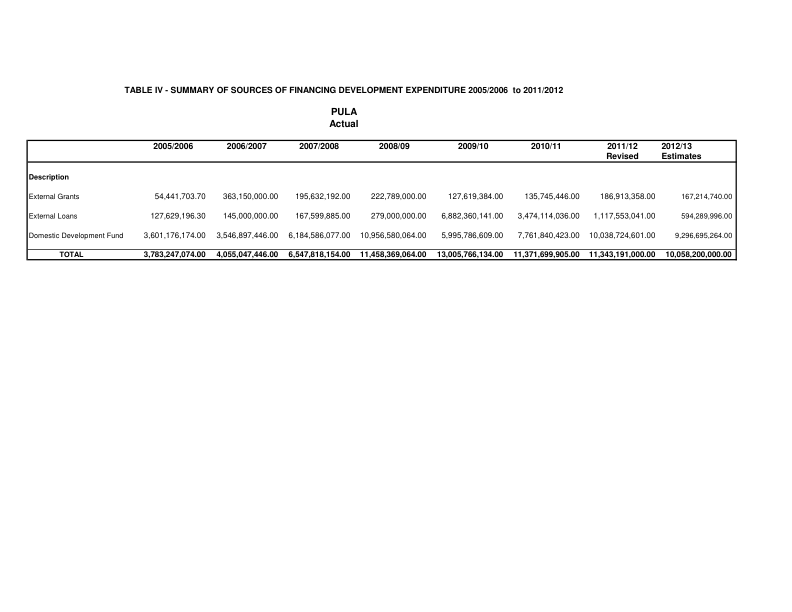 TABLE IV - SUMMARY OF SOURCES OF FINANCING DEVELOPMENT EXPENDITURE 2005/2006 to 2011/2012
PULA
Actual
2005/2006 2006/2007 2007/2008 2008/09 2009/10 2010/11 2011/12 2012/13
Revised Estimates
Description
External Grants 54,441,703.70 363,150,000.00 195,632,192.00 222,789,000.00 127,619,384.00 135,745,446.00 186,913,358.00 167,214,740.00
External Loans 127,629,196.30 145,000,000.00 167,599,885.00 279,000,000.00 6,882,360,141.00 3,474,114,036.00 1,117,553,041.00 594,289,996.00
Domestic Development Fund 3,601,176,174.00 3,546,897,446.00 6,184,586,077.00 10,956,580,064.00 5,995,786,609.00 7,761,840,423.00 10,038,724,601.00 9,296,695,264.00
TOTAL 3,783,247,074.00 4,055,047,446.00 6,547,818,154.00 11,458,369,064.00 13,005,766,134.00 11,371,699,905.00 11,343,191,000.00 10,058,200,000.00